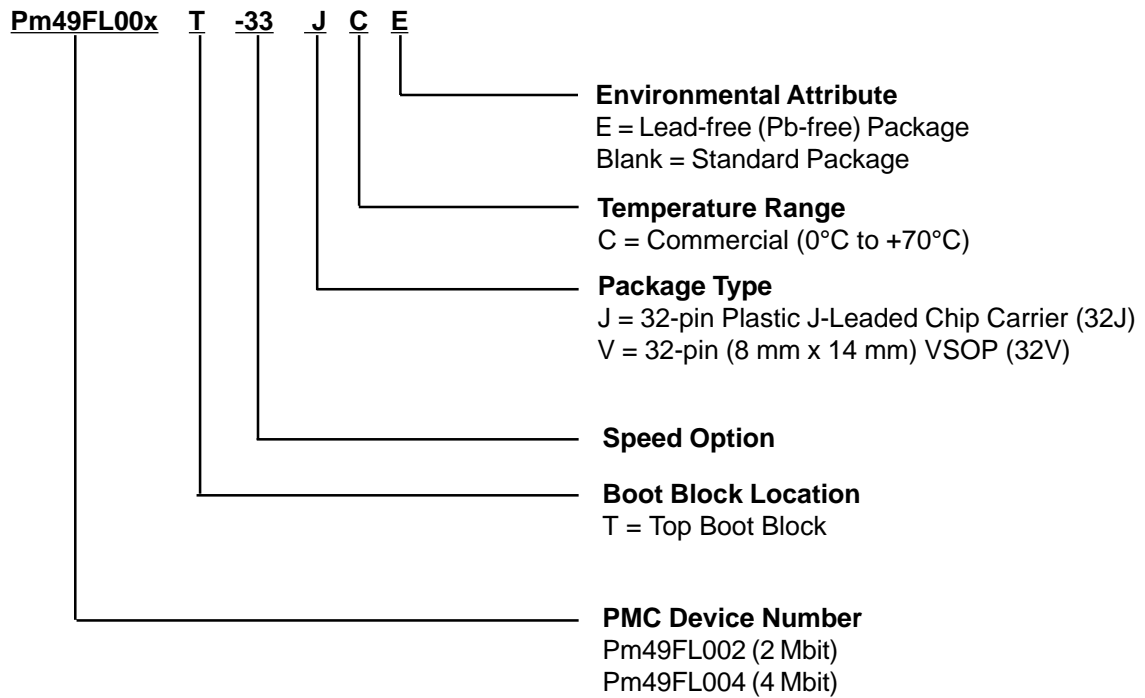 Pm49FL00x T -33 J C E
Environmental Attribute
E = Lead-free (Pb-free) Package
Blank = Standard Package
Temperature Range
C = Commercial (0°C to +70°C)
Package Type
J = 32-pin Plastic J-Leaded Chip Carrier (32J)
V = 32-pin (8 mm x 14 mm) VSOP (32V)
Speed Option
Boot Block Location
T = Top Boot Block
PMC Device Number
Pm49FL002 (2 Mbit)
Pm49FL004 (4 Mbit)